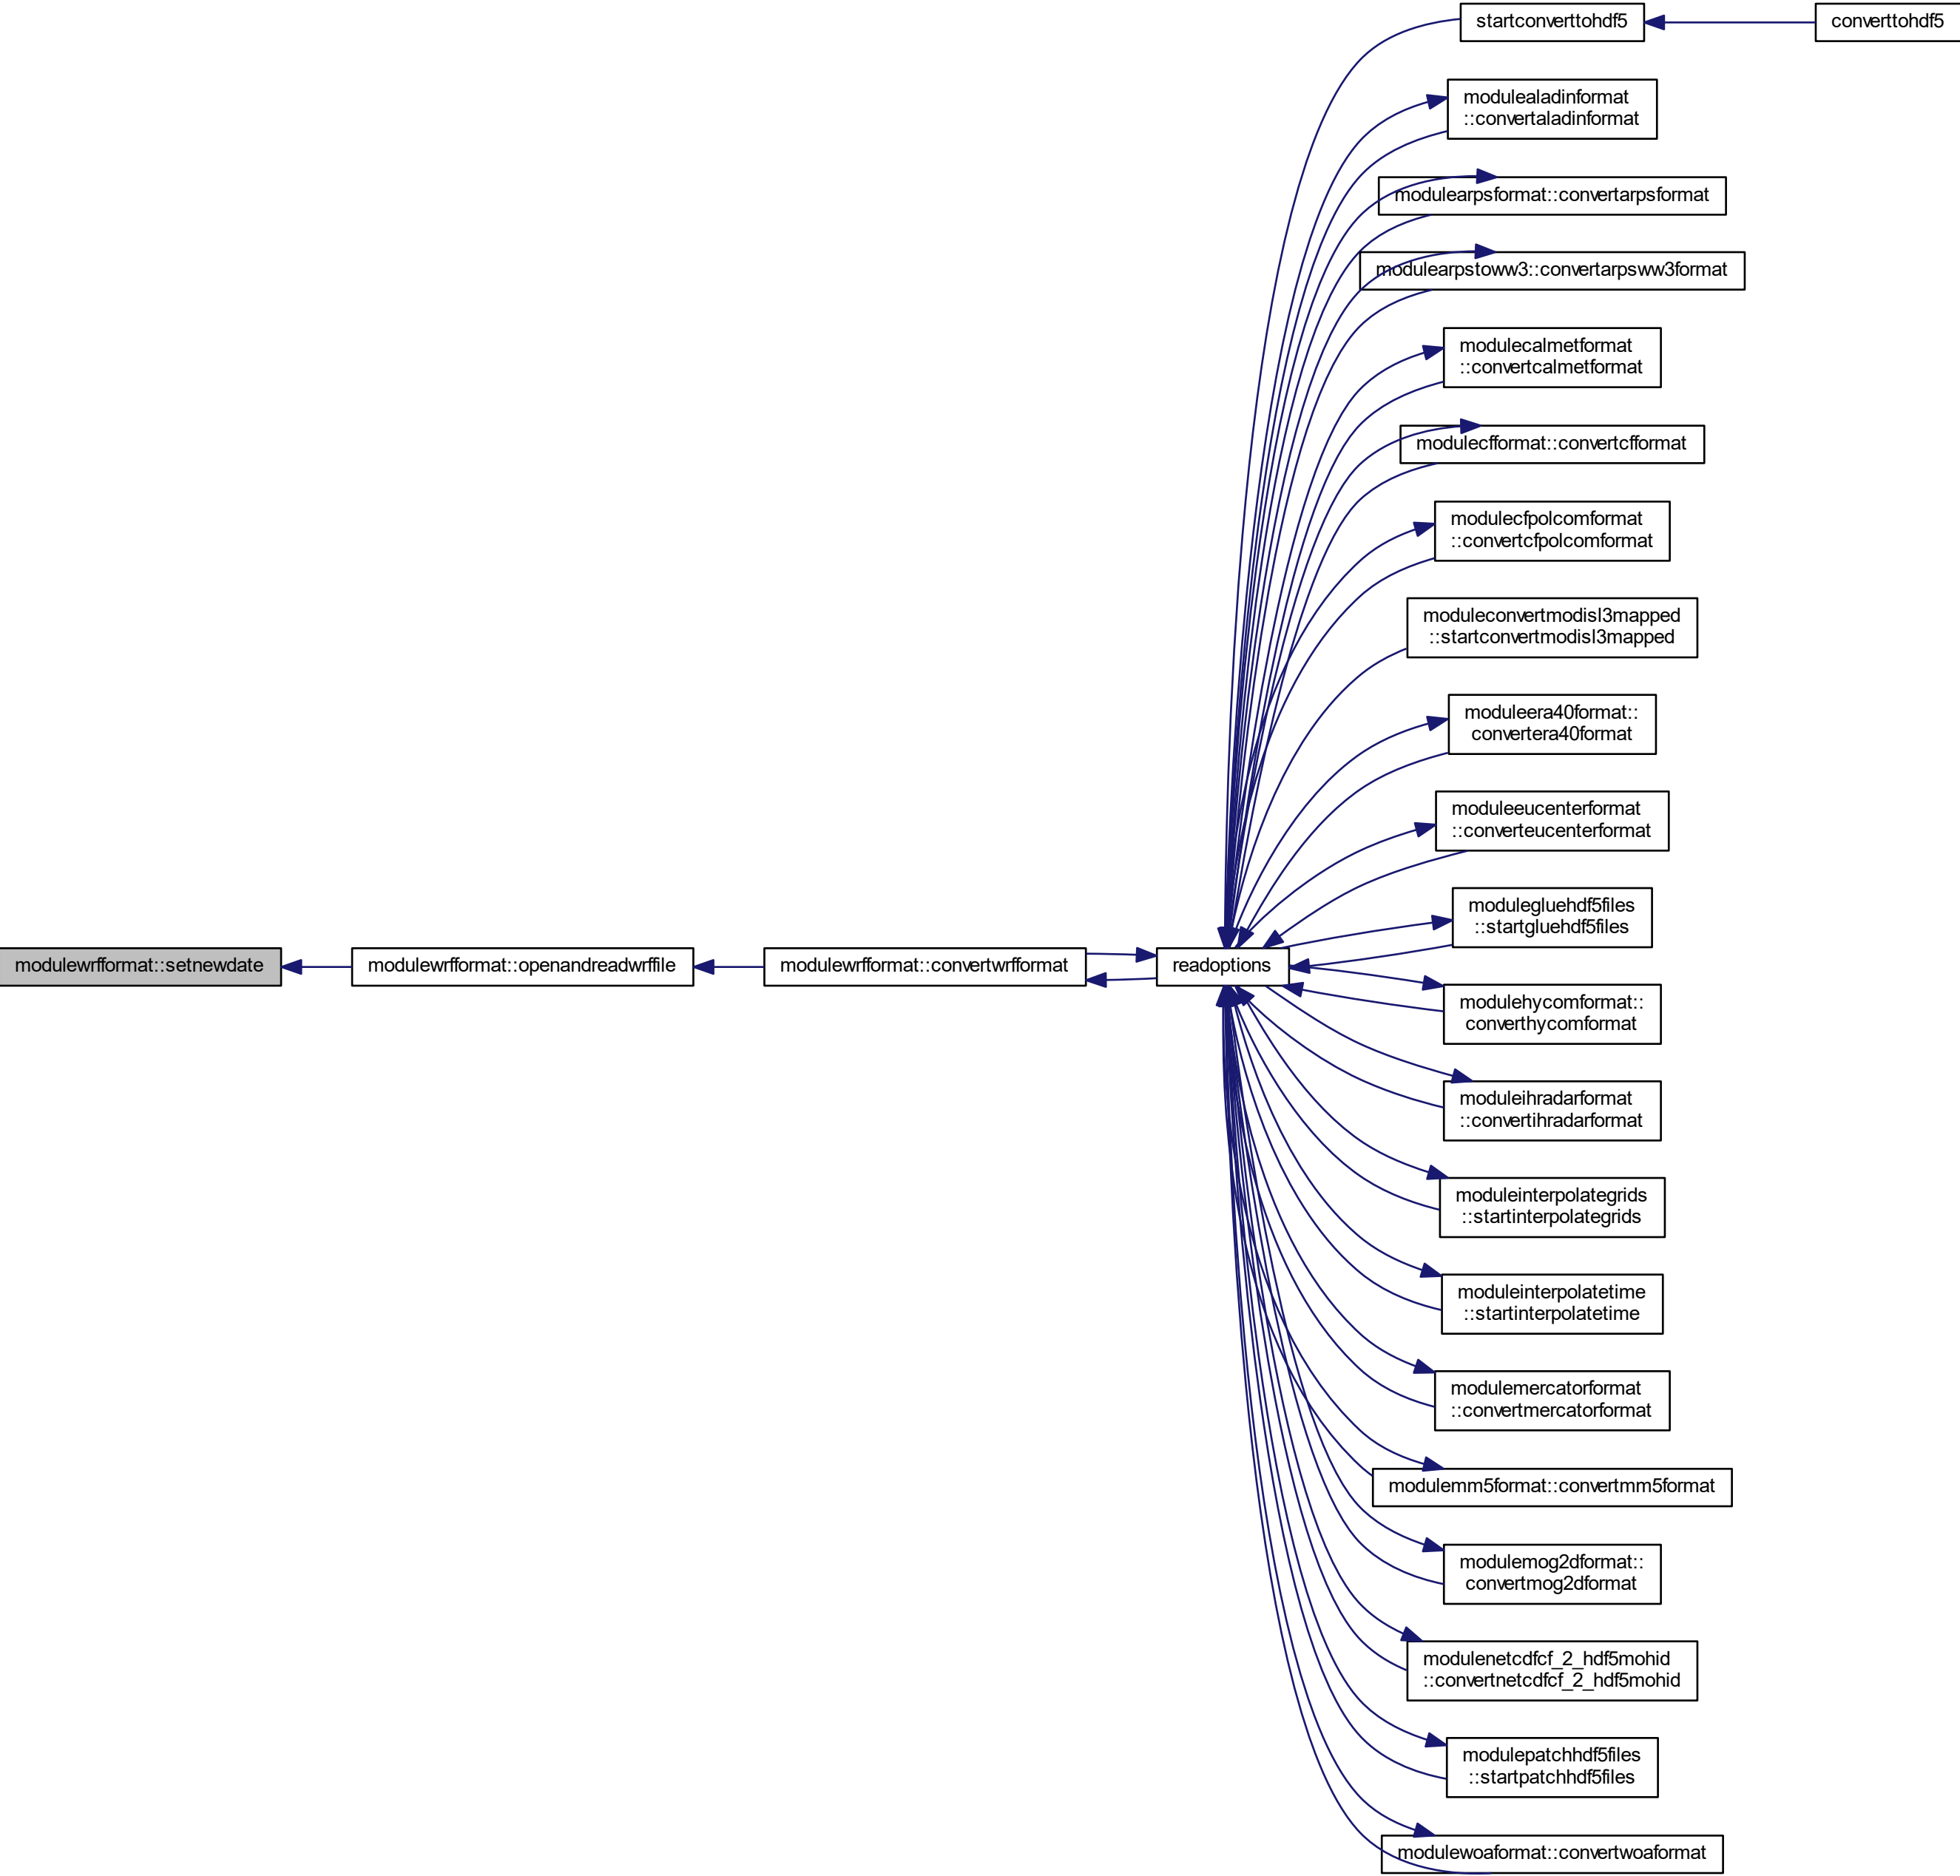 startconverttohdf5
converttohdf5
modulealadinformat
::convertaladinformat
modulearpsformat::convertarpsformat
modulearpstoww3::convertarpsww3format
modulecalmetformat
::convertcalmetformat
modulecfformat::convertcfformat
modulecfpolcomformat
::convertcfpolcomformat
moduleconvertmodisl3mapped
::startconvertmodisl3mapped
moduleera40format::
convertera40format
moduleeucenterformat
::converteucenterformat
modulegluehdf5files
::startgluehdf5files
modulewrfformat::setnewdate
modulewrfformat::openandreadwrffile
modulewrfformat::convertwrfformat
readoptions
modulehycomformat::
converthycomformat
moduleihradarformat
::convertihradarformat
moduleinterpolategrids
::startinterpolategrids
moduleinterpolatetime
::startinterpolatetime
modulemercatorformat
::convertmercatorformat
modulemm5format::convertmm5format
modulemog2dformat::
convertmog2dformat
modulenetcdfcf_2_hdf5mohid
::convertnetcdfcf_2_hdf5mohid
modulepatchhdf5files
::startpatchhdf5files
modulewoaformat::convertwoaformat